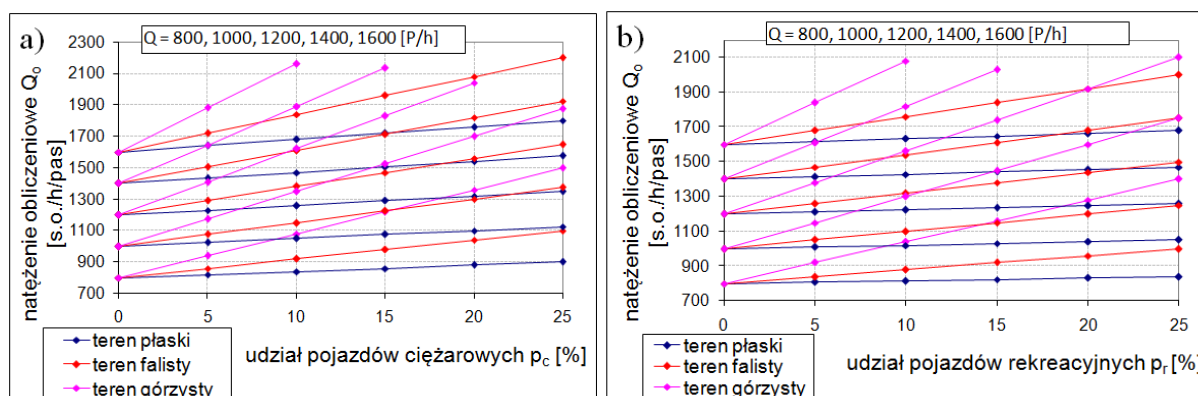 a)
Q = 800, 1000, 1200, 1400, 1600 [P/h]
natężenie obliczeniowe Qₒ
[s.o./h/pas]
2300
2100
1900
1700
1500
1300
1100
900
700
0 5 10 15 20 25
udział pojazdów ciężarowych p_C [%]
teren płaski
teren falisty
teren górzysty
b)
Q = 800, 1000, 1200, 1400, 1600 [P/h]
natężenie obliczeniowe Qₒ
[s.o./h/pas]
2100
1900
1700
1500
1300
1100
900
700
0 5 10 15 20 25
udział pojazdów rekreacyjnych pᵣ [%]
teren płaski
teren falisty
teren górzysty